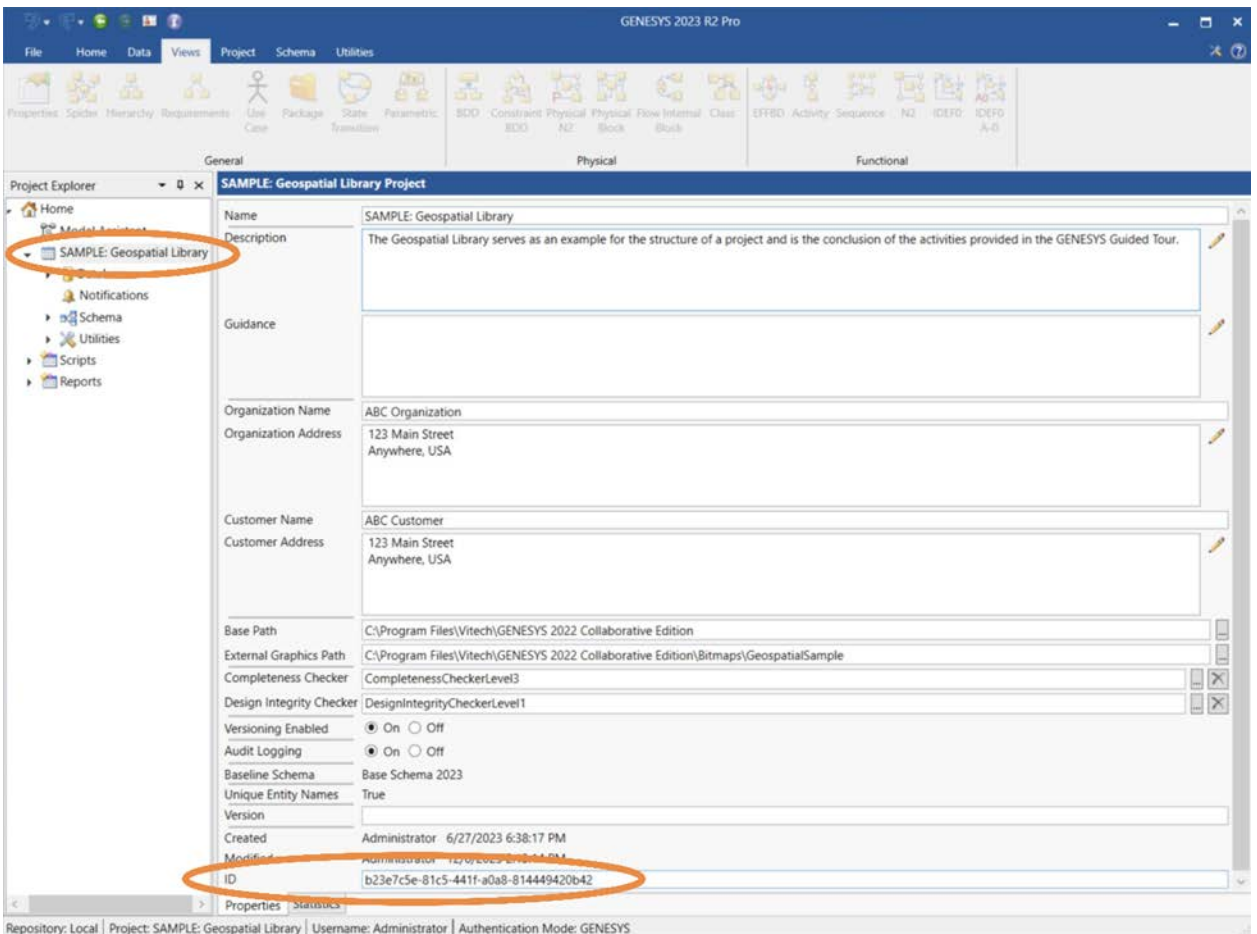 GENESYS 2023 R2 Pro
File Home Data Views Project Schema Utilities
Properties Spider Hierarchy Requirements Use Case Package State Transition Parametric BDD Constraint BDD Physical N2 Physical Block Flow Internal Block Class EFFBD Activity Sequence N2 IDEF0 IDEF0 A-0
General Physical Functional
Project Explorer
Home
SAMPLE: Geospatial Library
Notifications
Schema
Utilities
Scripts
Reports
SAMPLE: Geospatial Library Project
Name SAMPLE: Geospatial Library
Description The Geospatial Library serves as an example for the structure of a project and is the conclusion of the activities provided in the GENESYS Guided Tour.
Guidance
Organization Name ABC Organization
Organization Address 123 Main Street
Anywhere, USA
Customer Name ABC Customer
Customer Address 123 Main Street
Anywhere, USA
Base Path C:\Program Files\Vitech\GENESYS 2022 Collaborative Edition
External Graphics Path C:\Program Files\Vitech\GENESYS 2022 Collaborative Edition\Bitmaps\GeospatialSample
Completeness Checker CompletenessCheckerLevel3
Design Integrity Checker DesignIntegrityCheckerLevel1
Versioning Enabled On Off
Audit Logging On Off
Baseline Schema Base Schema 2023
Unique Entity Names True
Version
Created Administrator 6/27/2023 6:38:17 PM
Modified Administrator
ID b23e7c5e-81c5-441f-a0a8-814449420b42
Properties Statistics
Repository: Local Project: SAMPLE: Geospatial Library Username: Administrator Authentication Mode: GENESYS